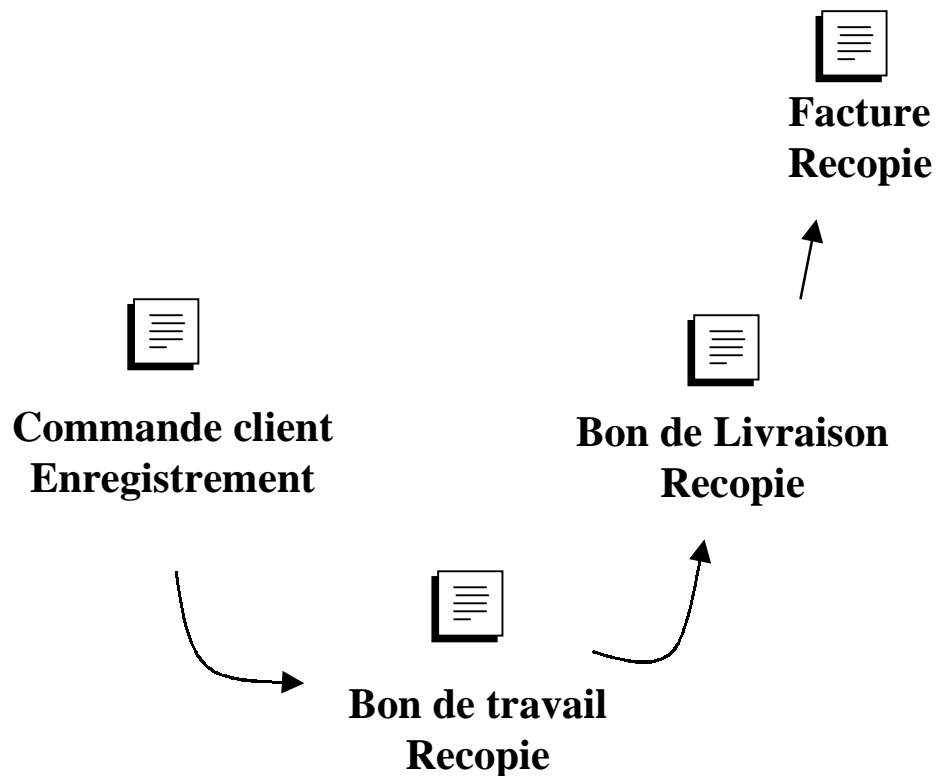 Facture
Recopie
Commande client
Enregistrement
Bon de Livraison
Recopie
Bon de travail
Recopie